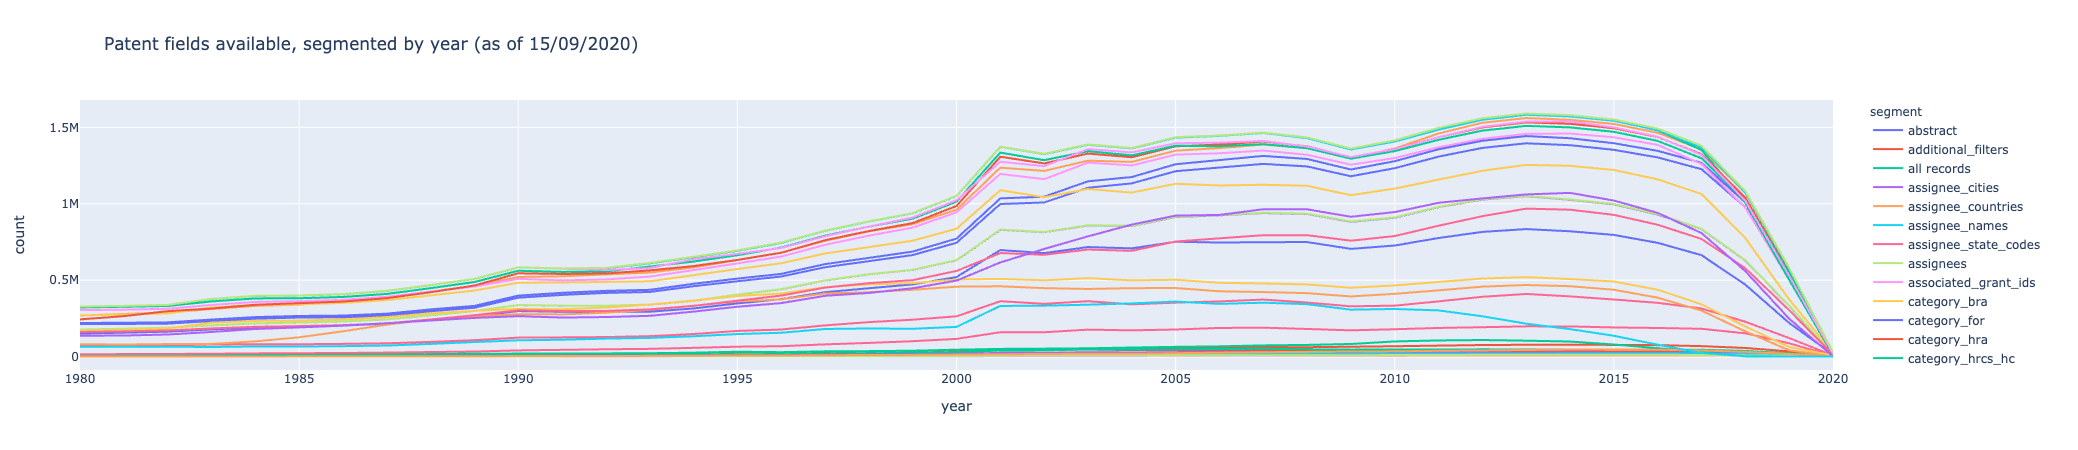 Patent fields available, segmented by year (as of 15/09/2020)
segment
abstract
additional_filters
all records
assignee_cities
assignee_countries
assignee_names
assignee_state_codes
assignees
associated_grant_ids
category_bra
category_for
category_hra
category_hrcs_hc
1.5M
1M
0.5M
0
count
1980 1985 1990 1995 2000 2005 2010 2015 2020
year